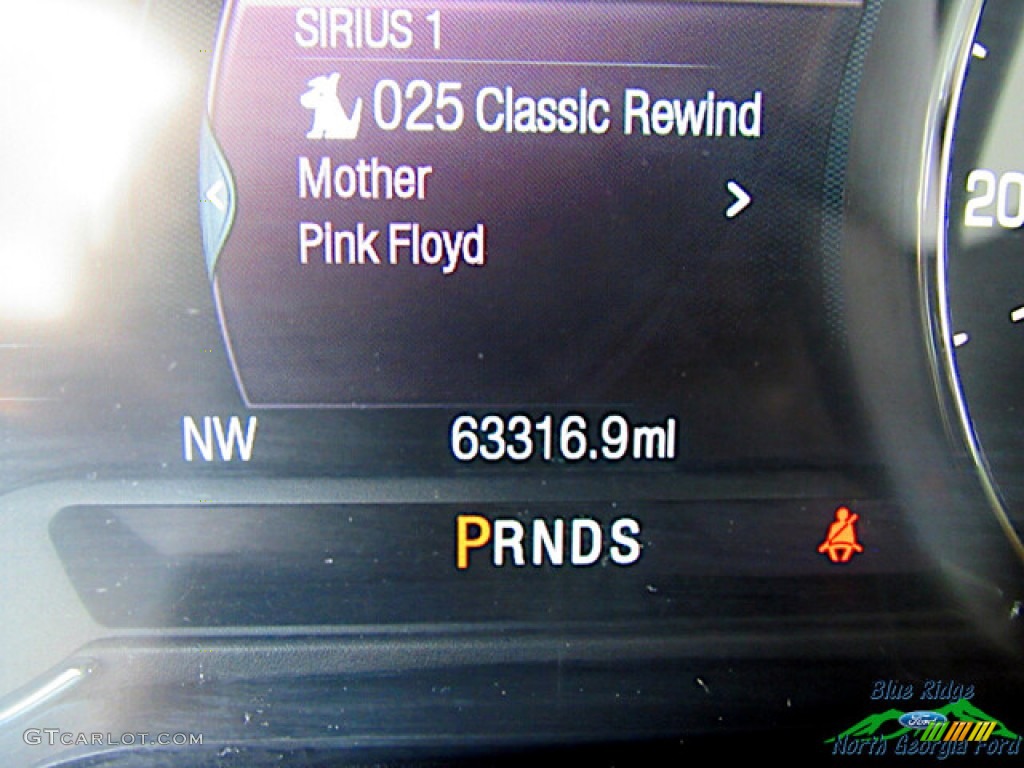 SIRIUS 1
025 Classic Rewind
Mother
Pink Floyd
20
NW 63316.9ml
PRNDS
Blue Ridge
Ford
North Georgia Ford
GTCARLOT.COM